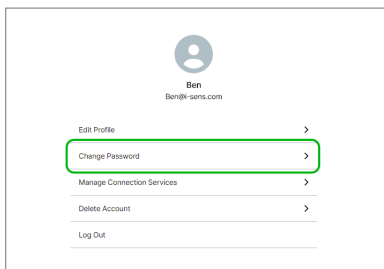 Ben
Ben@i-sens.com
Edit Profile
Change Password
Manage Connection Services
Delete Account
Log Out